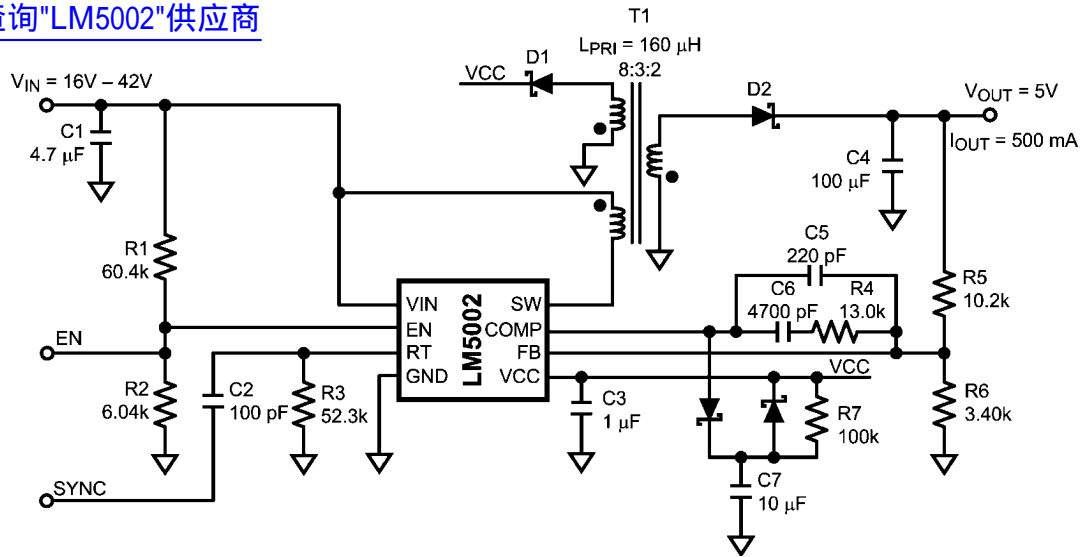 查询"LM5002"供应商
T1
LPRI = 160 μH
8:3:2
VCC
D1
D2
VIN = 16V – 42V
VOUT = 5V
IOUT = 500 mA
C1
4.7 μF
C4
100 μF
R1
60.4k
C5
220 pF
C6
4700 pF
R4
13.0k
R5
10.2k
LM5002
VIN
EN
RT
GND
SW
COMP
FB
VCC
EN
VCC
R2
6.04k
C2
100 pF
R3
52.3k
C3
1 μF
R7
100k
R6
3.40k
C7
10 μF
SYNC